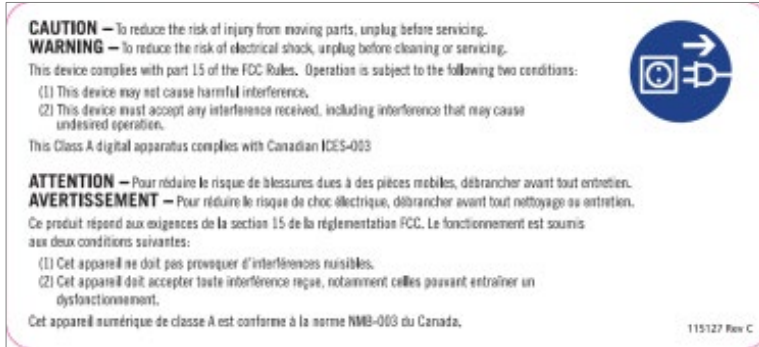 CAUTION – To reduce the risk of injury from moving parts, unplug before servicing.
WARNING – To reduce the risk of electrical shock, unplug before cleaning or servicing.
This device complies with part 15 of the FCC Rules. Operation is subject to the following two conditions:
(1) This device may not cause harmful interference.
(2) This device must accept any interference received, including interference that may cause
undesired operation.
This Class A digital apparatus complies with Canadian ICES-003
ATTENTION – Pour réduire le risque de blessures dues à des pièces mobiles, débrancher avant tout entretien.
AVERTISSEMENT – Pour réduire le risque de choc électrique, débrancher avant tout nettoyage ou entretien.
Ce produit répond aux exigences de la section 15 de la réglementation FCC. Le fonctionnement est soumis
aux deux conditions suivantes:
(1) Cet appareil ne doit pas provoquer d'interférences nuisibles.
(2) Cet appareil doit accepter toute interférence reçue, notamment celles pouvant entraîner un
dysfonctionnement.
Cet appareil numérique de classe A est conforme à la norme NMB-003 du Canada.
115127 Rev C